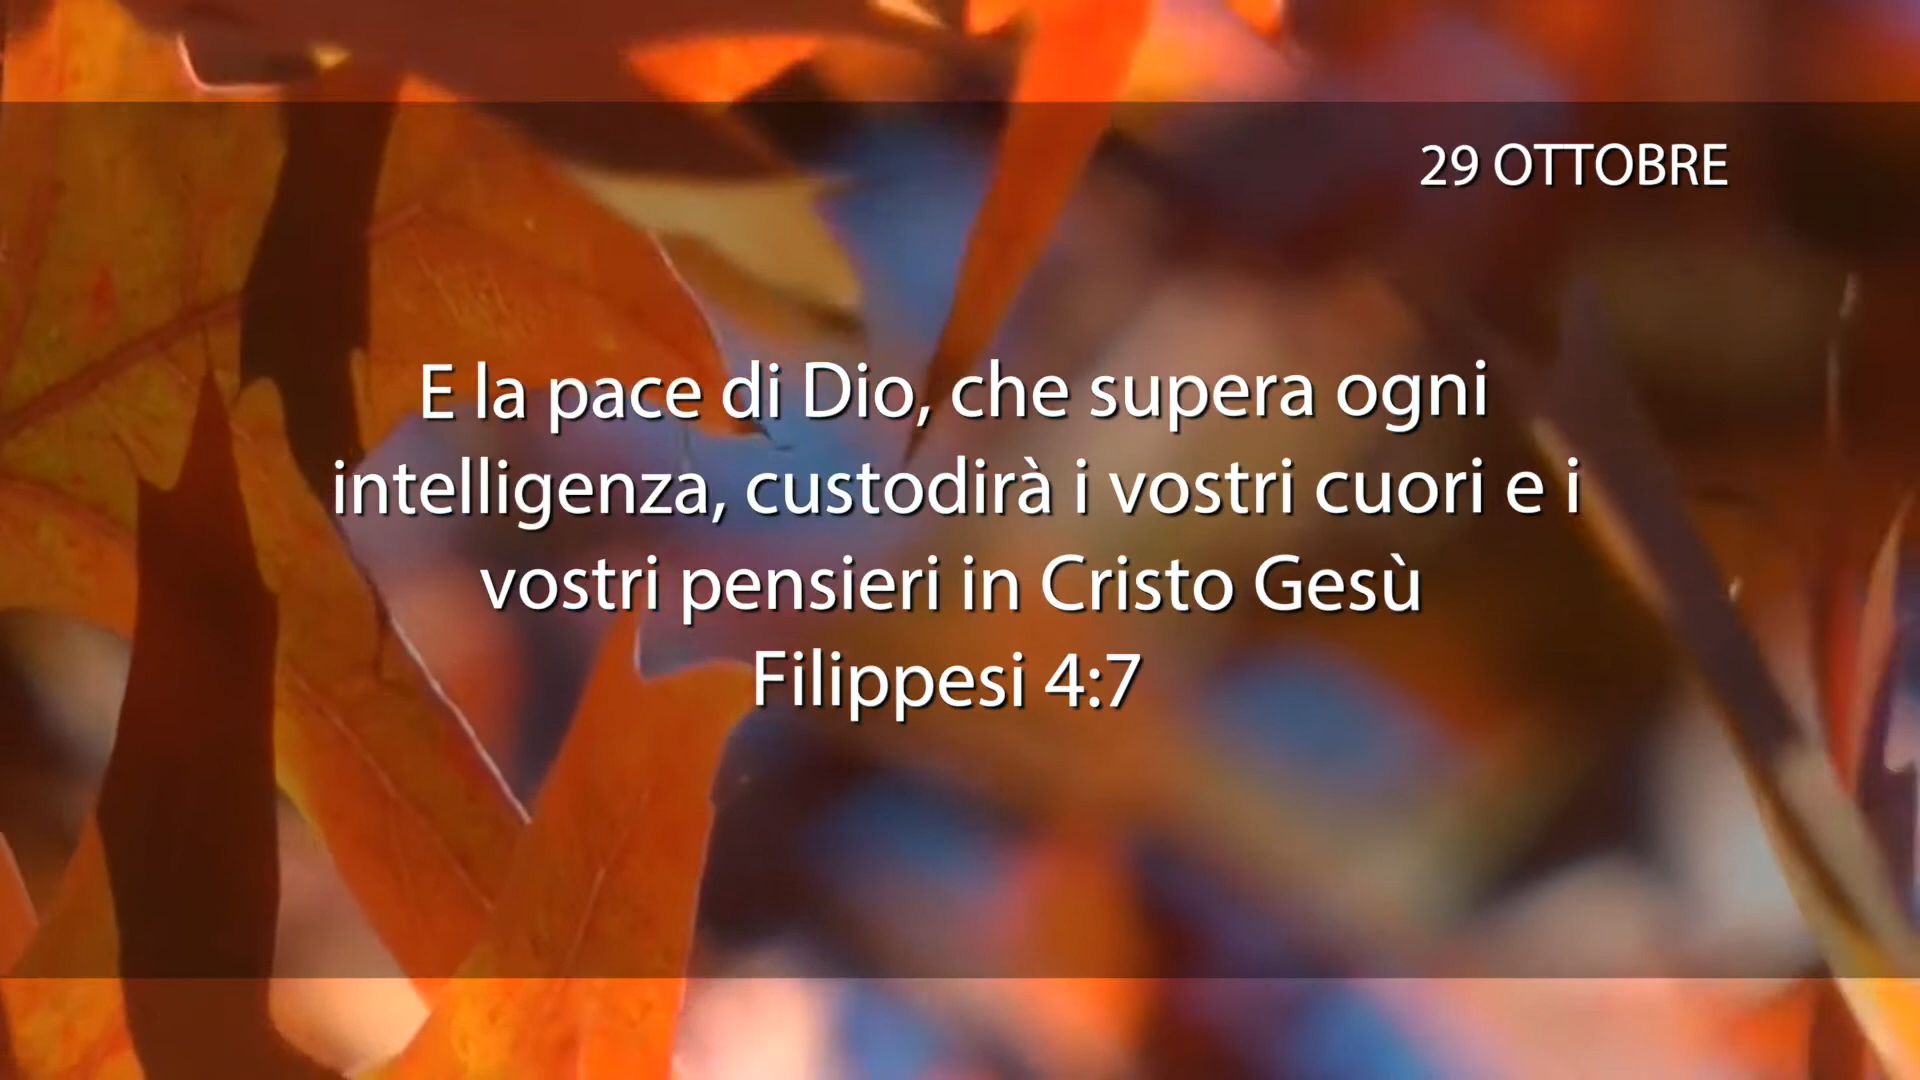 29 OTTOBRE
E la pace di Dio, che supera ogni
intelligenza, custodirà i vostri cuori e i
vostri pensieri in Cristo Gesù
Filippesi 4:7